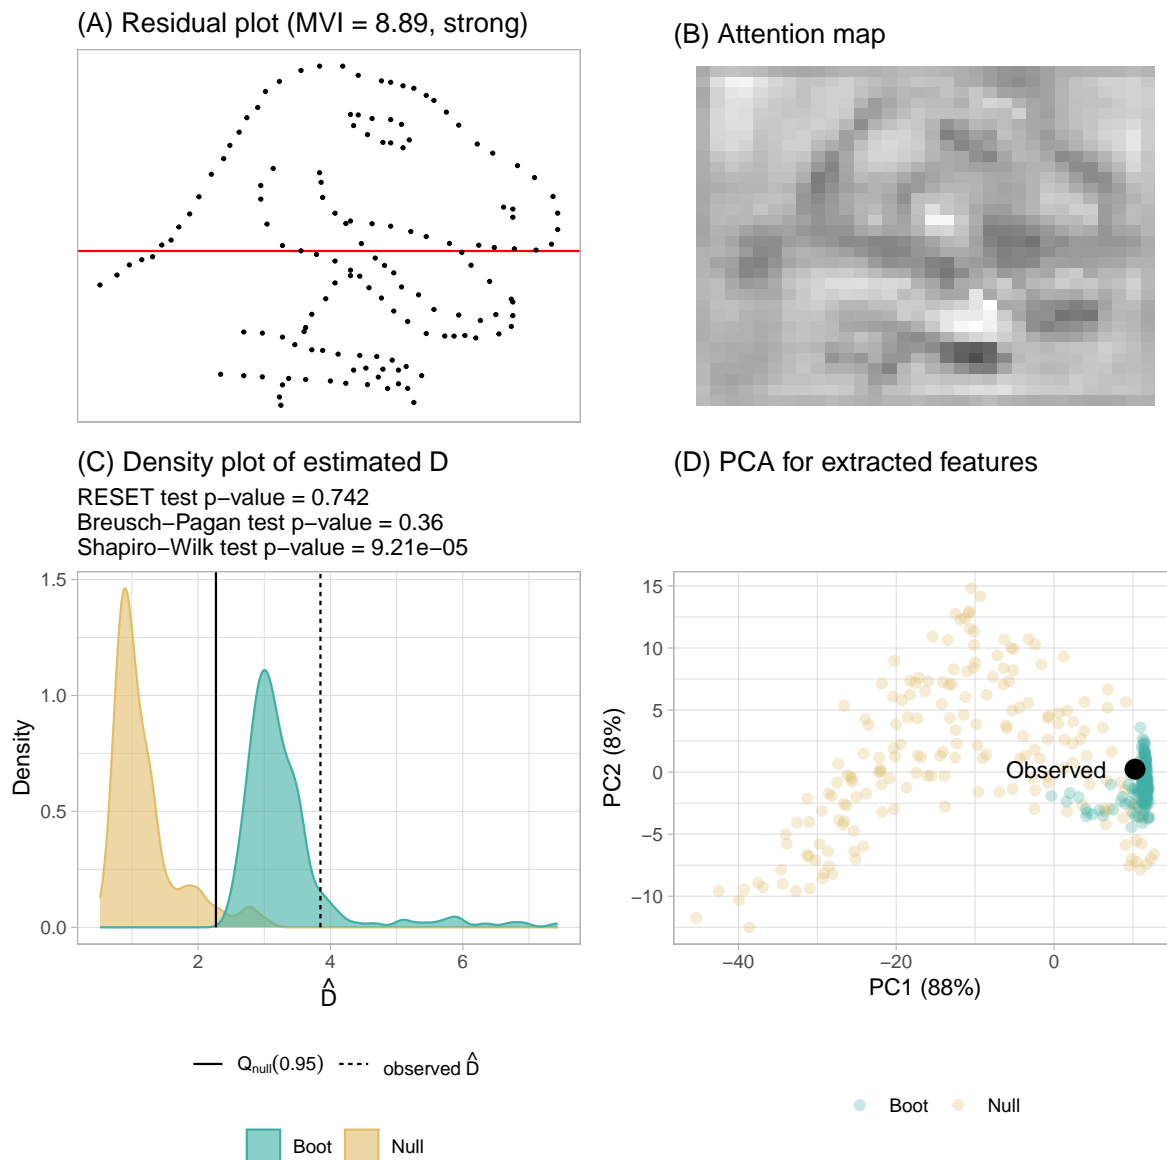 (A) Residual plot (MVI = 8.89, strong)
(B) Attention map
(C) Density plot of estimated D
RESET test p−value = 0.742
Breusch−Pagan test p−value = 0.36
Shapiro−Wilk test p−value = 9.21e−05
1.5
1.0
0.5
0.0
Density
2 4 6
D̂
Qnull(0.95) observed D̂
Boot Null
(D) PCA for extracted features
15
10
5
0
−5
−10
PC2 (8%)
Observed
−40 −20 0
PC1 (88%)
Boot Null